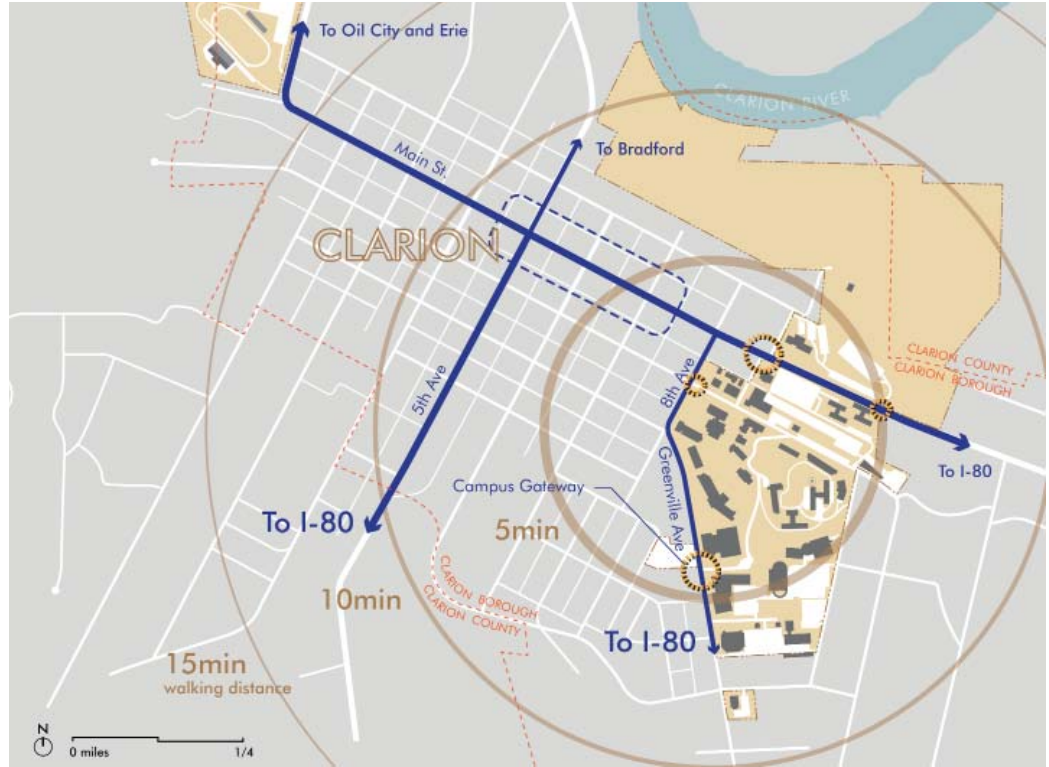 To Oil City and Erie
CLARION RIVER
Main St.
To Bradford
CLARION
CLARION COUNTY
CLARION BOROUGH
5th Ave
8th Ave
To I-80
Campus Gateway
Greenville Ave
To I-80
5min
10min
CLARION BOROUGH
CLARION COUNTY
To I-80
15min
walking distance
N
0 miles
1/4